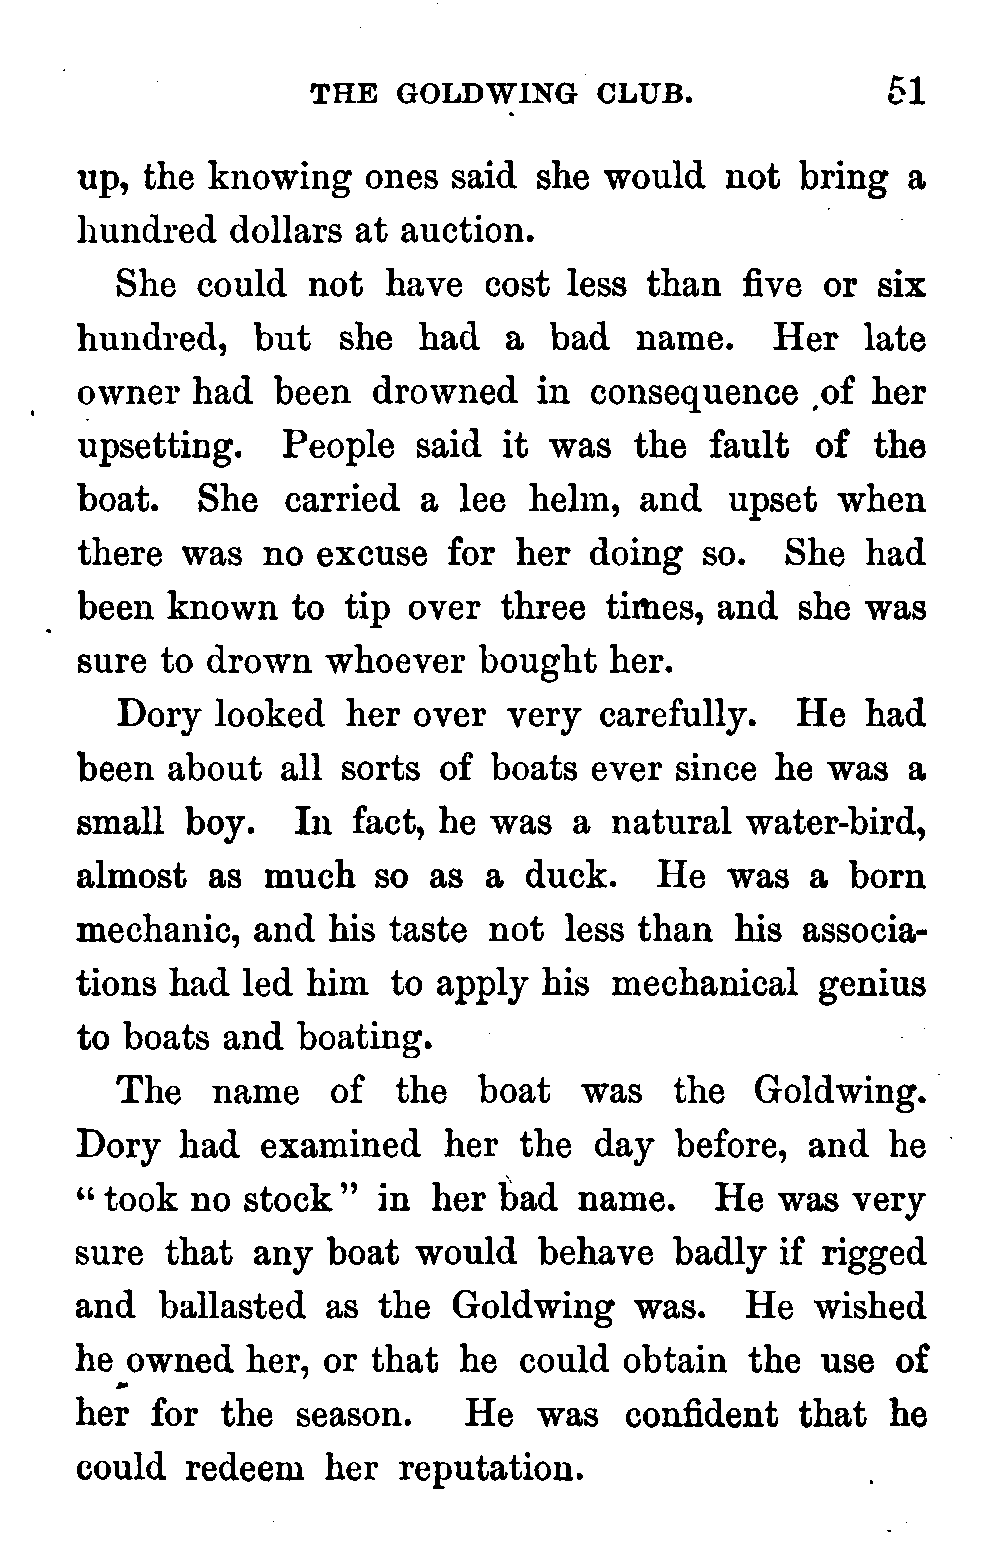 THE GOLDWING CLUB. 51
up, the knowing ones said she would not bring a
hundred dollars at auction.
She could not have cost less than five or six
hundred, but she had a bad name. Her late
owner had been drowned in consequence of her
upsetting. People said it was the fault of the
boat. She carried a lee helm, and upset when
there was no excuse for her doing so. She had
been known to tip over three times, and she was
sure to drown whoever bought her.
Dory looked her over very carefully. He had
been about all sorts of boats ever since he was a
small boy. In fact, he was a natural water-bird,
almost as much so as a duck. He was a born
mechanic, and his taste not less than his associa-
tions had led him to apply his mechanical genius
to boats and boating.
The name of the boat was the Goldwing.
Dory had examined her the day before, and he
“took no stock” in her bad name. He was very
sure that any boat would behave badly if rigged
and ballasted as the Goldwing was. He wished
he owned her, or that he could obtain the use of
her for the season. He was confident that he
could redeem her reputation.